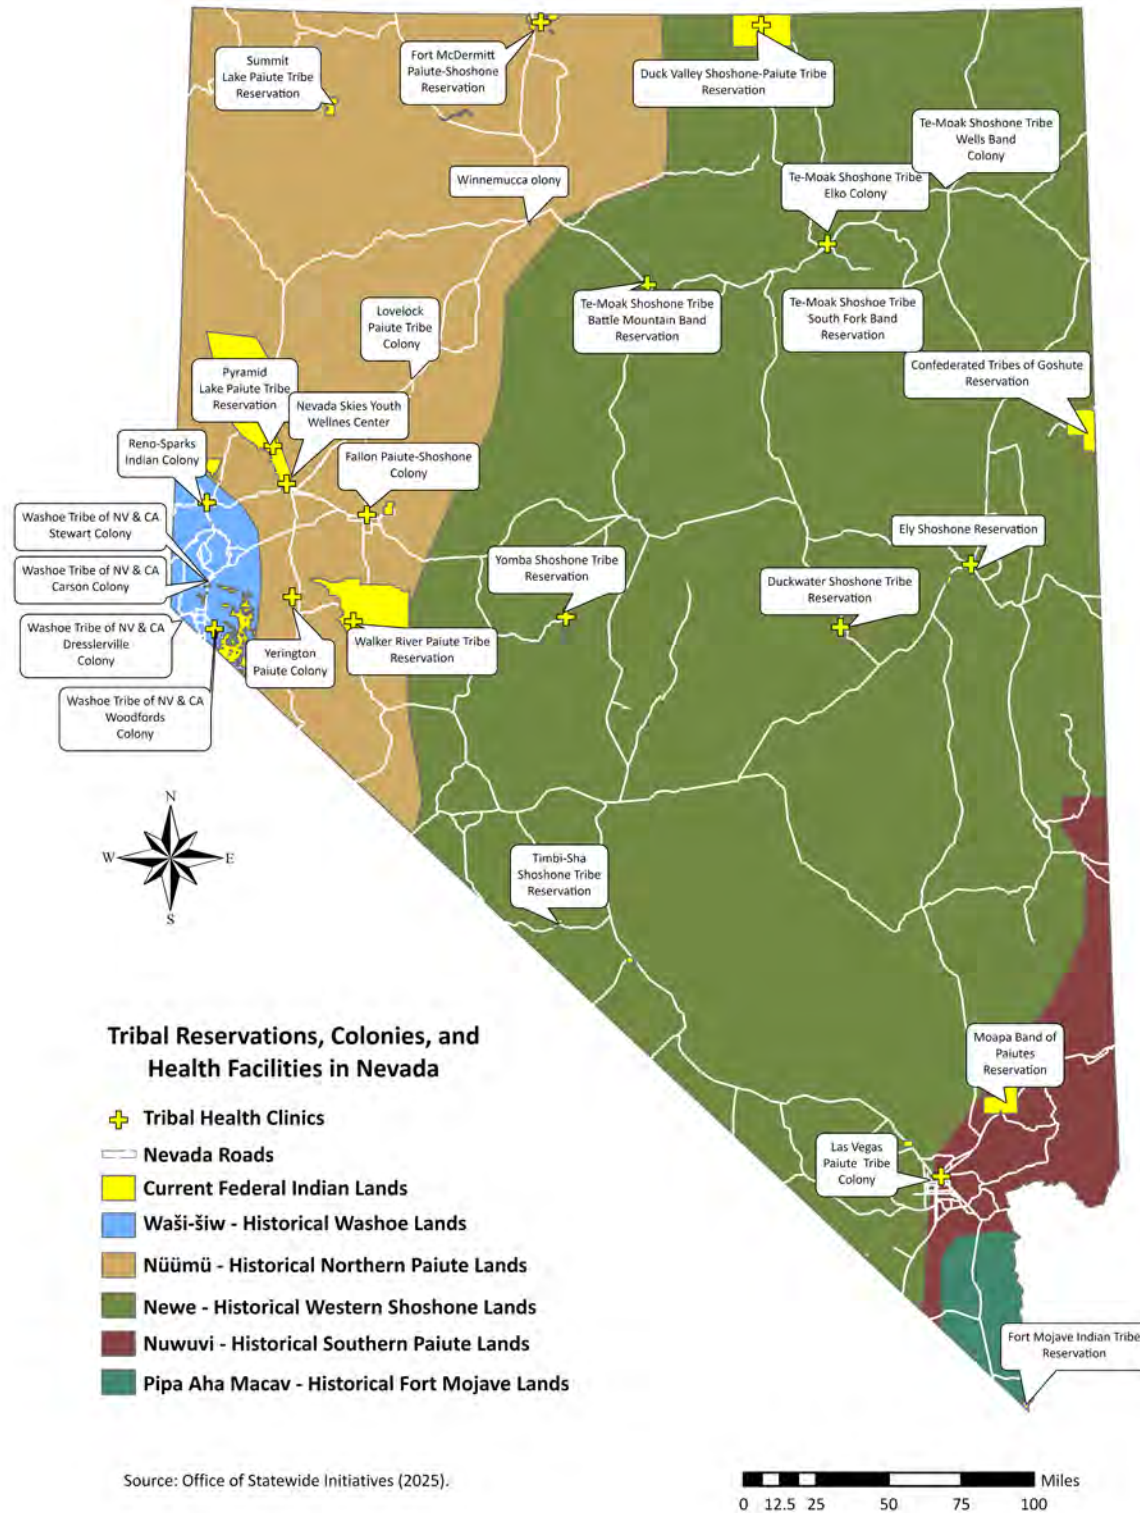 Summit
Lake Paiute Tribe
Reservation
Fort McDermitt
Paiute-Shoshone
Reservation
Duck Valley Shoshone-Paiute Tribe
Reservation
Te-Moak Shoshone Tribe
Wells Band
Colony
Winnemucca olony
Te-Moak Shoshone Tribe
Elko Colony
Te-Moak Shoshone Tribe
Battle Mountain Band
Reservation
Te-Moak Shoshoe Tribe
South Fork Band
Reservation
Lovelock
Paiute Tribe
Colony
Confederated Tribes of Goshute
Reservation
Pyramid
Lake Paiute Tribe
Reservation
Nevada Skies Youth
Wellnes Center
Reno-Sparks
Indian Colony
Fallon Paiute-Shoshone
Colony
Washoe Tribe of NV & CA
Stewart Colony
Ely Shoshone Reservation
Washoe Tribe of NV & CA
Carson Colony
Yomba Shoshone Tribe
Reservation
Duckwater Shoshone Tribe
Reservation
Washoe Tribe of NV & CA
Dresslerville
Colony
Yerington
Paiute Colony
Walker River Paiute Tribe
Reservation
Washoe Tribe of NV & CA
Woodfords
Colony
N
W
E
S
Timbi-Sha
Shoshone Tribe
Reservation
Moapa Band of
Paiutes
Reservation
Las Vegas
Paiute Tribe
Colony
Fort Mojave Indian Tribe
Reservation
Tribal Reservations, Colonies, and
Health Facilities in Nevada
Tribal Health Clinics
Nevada Roads
Current Federal Indian Lands
Waši-šiw - Historical Washoe Lands
Nüümü - Historical Northern Paiute Lands
Newe - Historical Western Shoshone Lands
Nuwuvi - Historical Southern Paiute Lands
Pipa Aha Macav - Historical Fort Mojave Lands
Source: Office of Statewide Initiatives (2025).
Miles
0 12.5 25 50 75 100